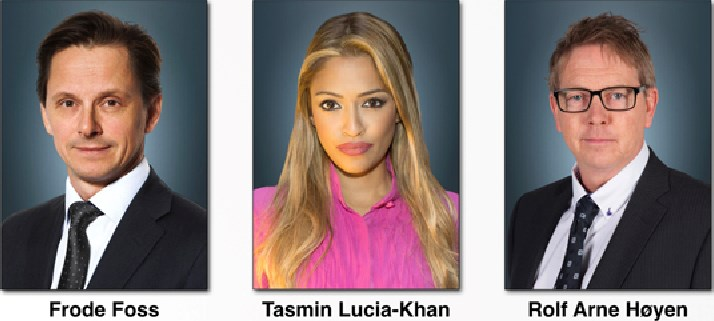 Frode Foss
Tasmin Lucia-Khan
Rolf Arne Høyen